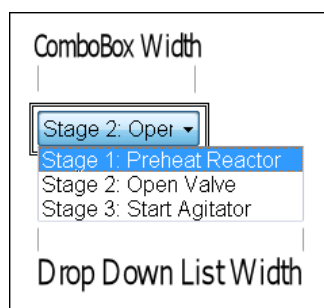 ComboBox Width
Stage 2: Oper
Stage 1: Preheat Reactor
Stage 2: Open Valve
Stage 3: Start Agitator
Drop Down List Width